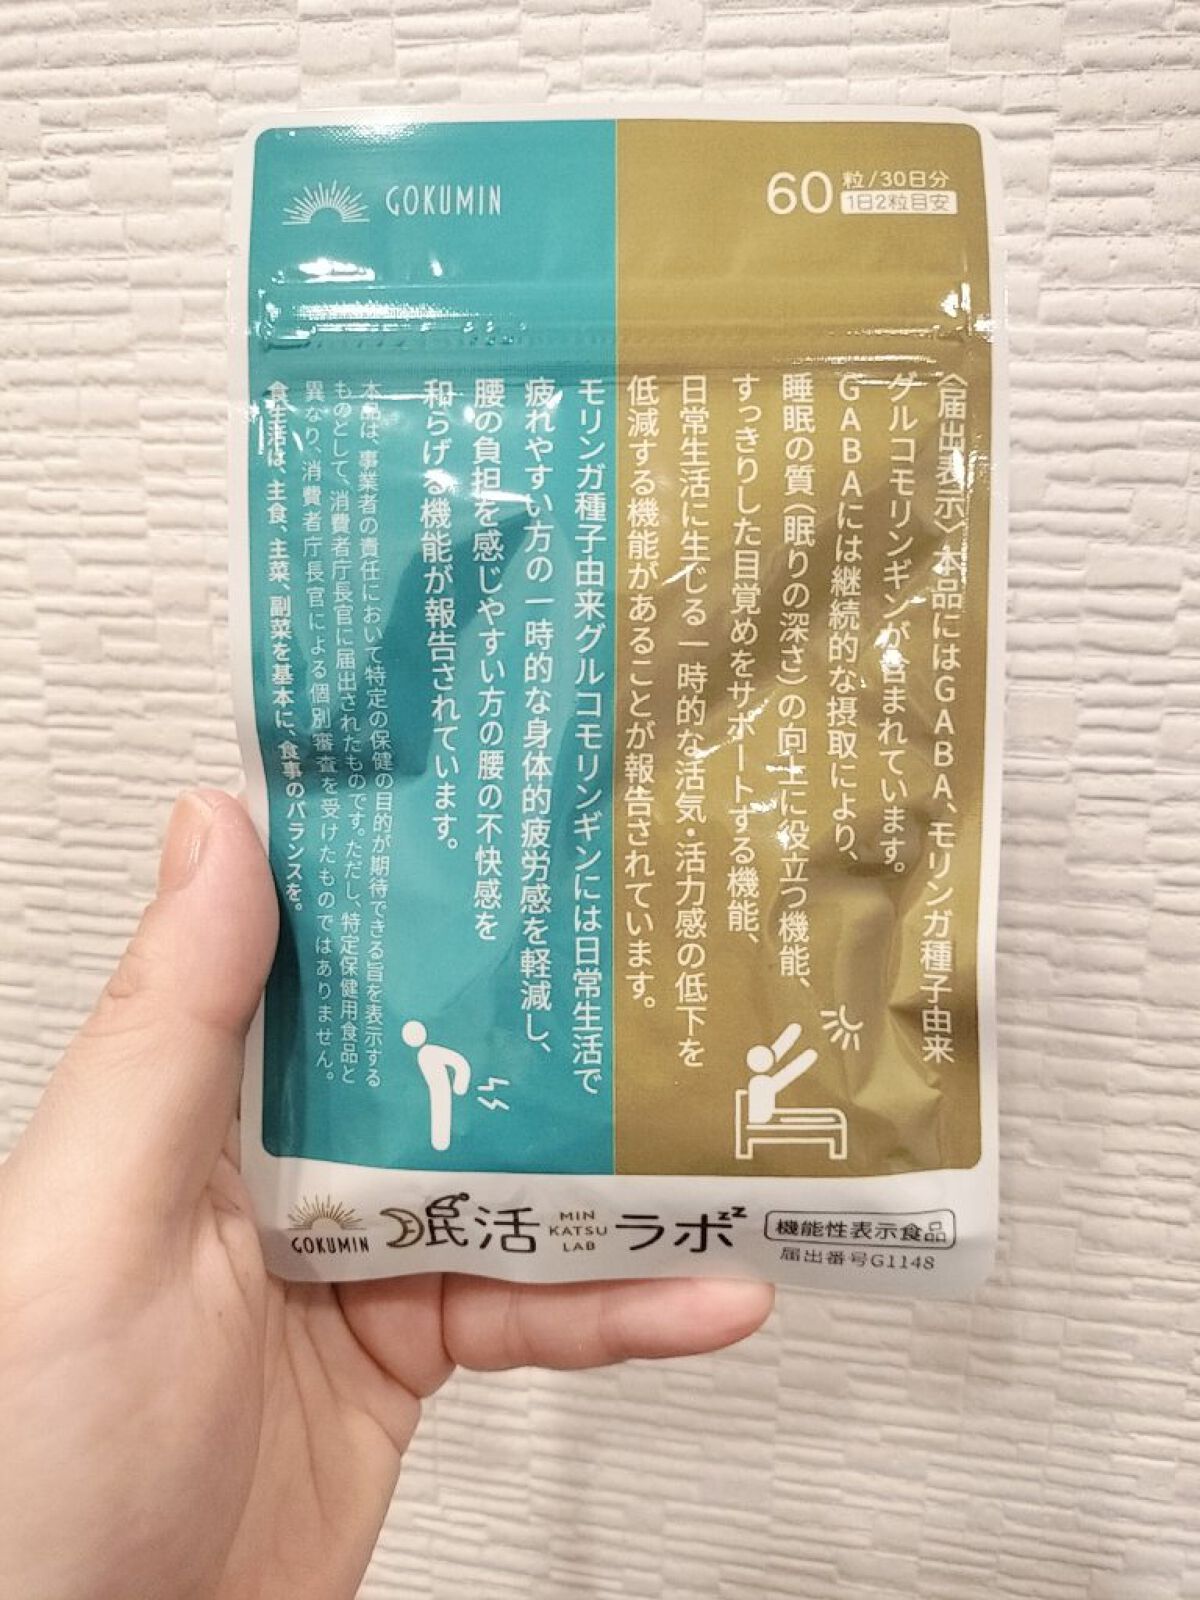 GOKUMIN
60粒/30日分
1日2粒目安
〈届出表示〉本品にはGABA、モリンガ種子由来
グルコモリンギンが含まれています。
GABAには継続的な摂取により、
睡眠の質(眠りの深さ)の向上に役立つ機能、
すっきりした目覚めをサポートする機能、
日常生活に生じる一時的な活気・活力感の低下を
低減する機能があることが報告されています。
モリンガ種子由来グルコモリンギンには日常生活で
疲れやすい方の一時的な身体的疲労感を軽減し、
腰の負担を感じやすい方の腰の不快感を
和らげる機能が報告されています。
本品は、事業者の責任において特定の保健の目的が期待できる旨を表示する
ものとして、消費者庁長官に届出されたものです。ただし、特定保健用食品と
異なり、消費者庁長官による個別審査を受けたものではありません。
食生活は、主食、主菜、副菜を基本に、食事のバランスを。
GOKUMIN
眠活
MIN
KATSU
LAB
ラボzz
機能性表示食品
届出番号G1148